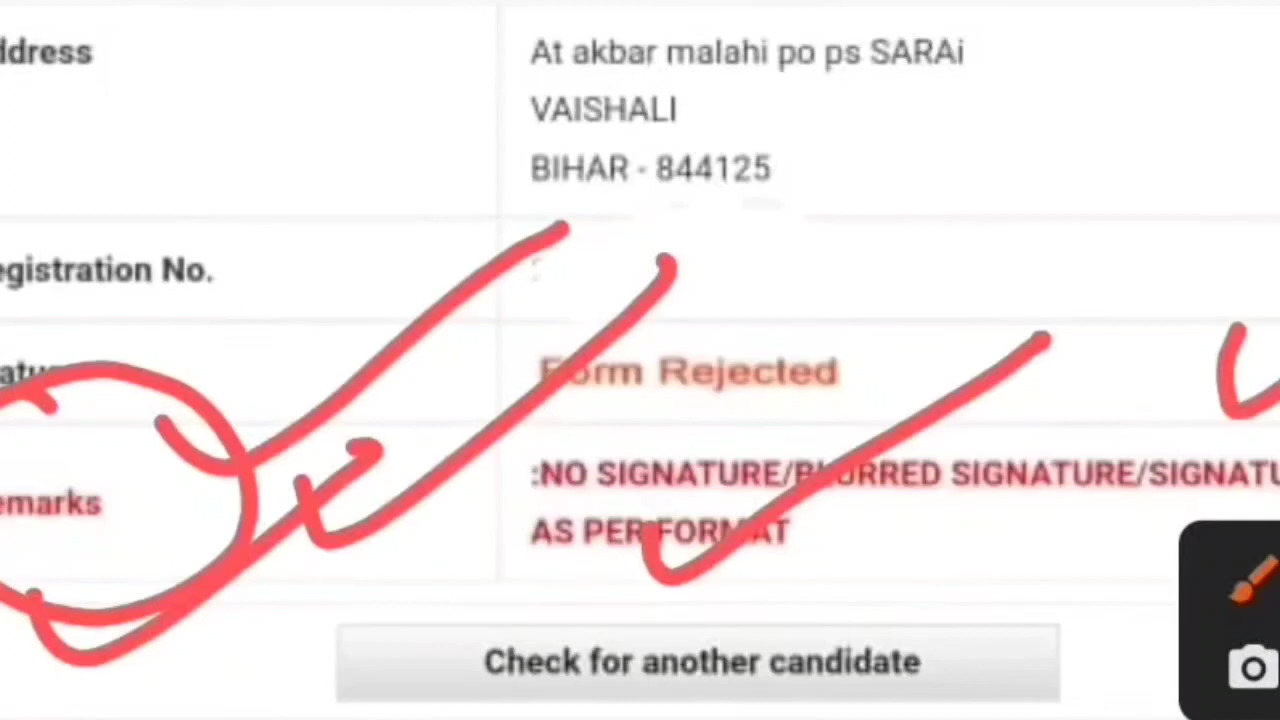 ddress
At akbar malahi po ps SARAi
VAISHALI
BIHAR - 844125
egistration No.
atu
Form Rejected
emarks
:NO SIGNATURE/BLURRED SIGNATURE/SIGNATU
AS PER FORMAT
Check for another candidate